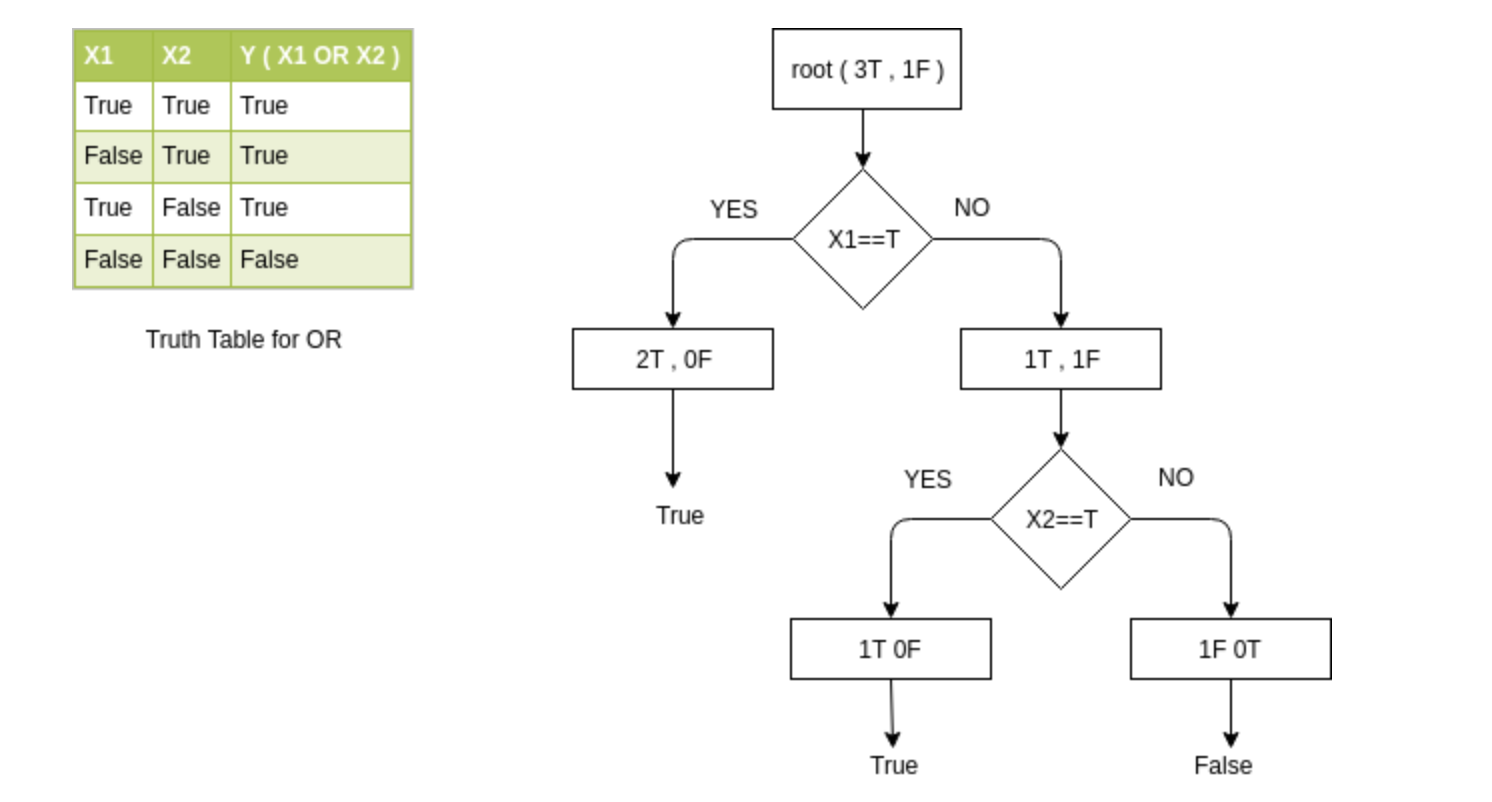 X1 X2 Y ( X1 OR X2 )
True True True
False True True
True False True
False False False
Truth Table for OR
root ( 3T , 1F )
YES
NO
X1==T
2T , 0F
1T , 1F
True
YES
NO
X2==T
1T 0F
1F 0T
True
False